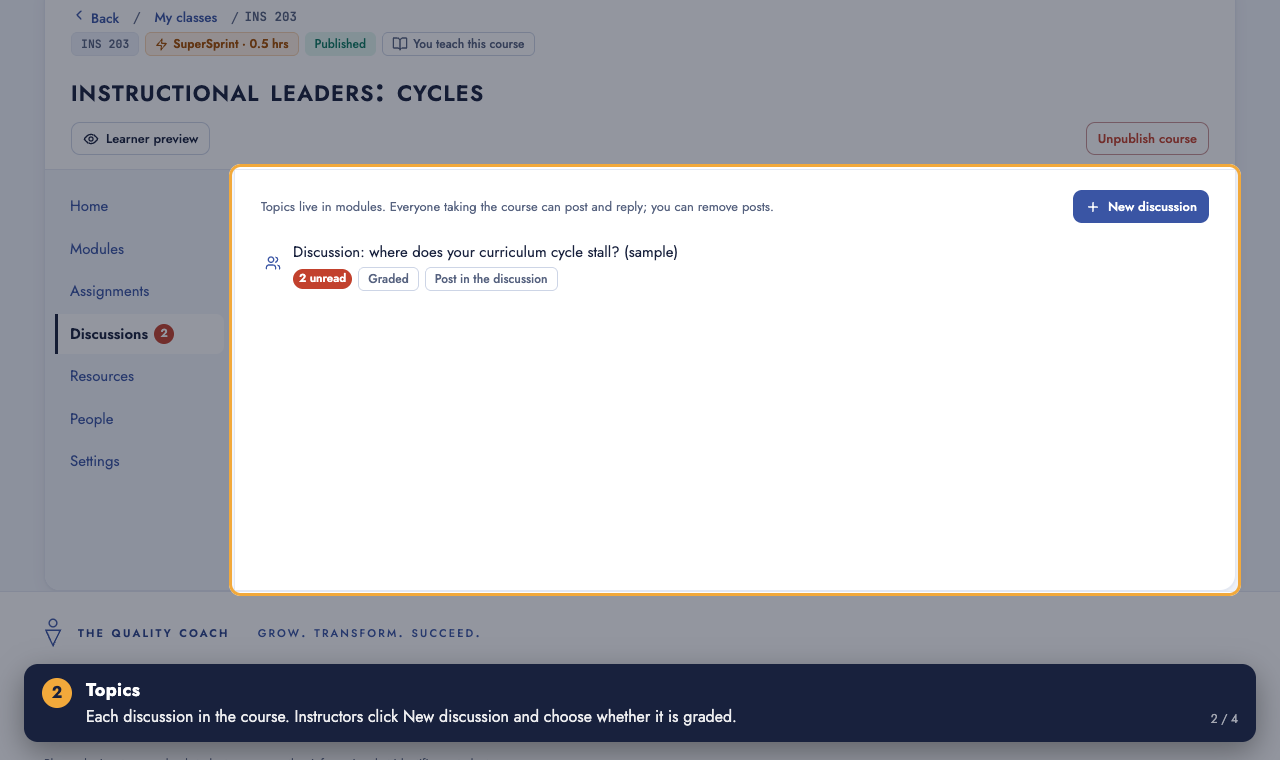 Back / My classes / INS 203
INS 203 SuperSprint · 0.5 hrs Published You teach this course
INSTRUCTIONAL LEADERS: CYCLES
Learner preview Unpublish course
Home
Modules
Assignments
Discussions 2
Resources
People
Settings
Topics live in modules. Everyone taking the course can post and reply; you can remove posts.
+ New discussion
Discussion: where does your curriculum cycle stall? (sample)
2 unread Graded Post in the discussion
THE QUALITY COACH GROW. TRANSFORM. SUCCEED.
2 Topics
Each discussion in the course. Instructors click New discussion and choose whether it is graded.
2 / 4